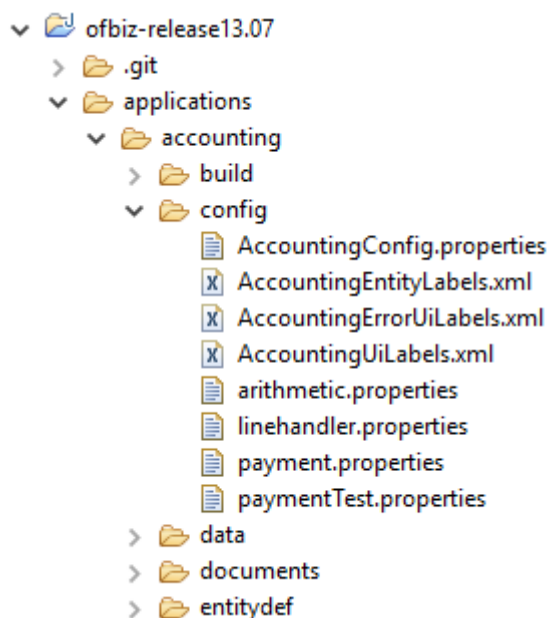 ofbiz-release13.07
.git
applications
accounting
build
config
AccountingConfig.properties
AccountingEntityLabels.xml
AccountingErrorUiLabels.xml
AccountingUiLabels.xml
arithmetic.properties
linehandler.properties
payment.properties
paymentTest.properties
data
documents
entitydef